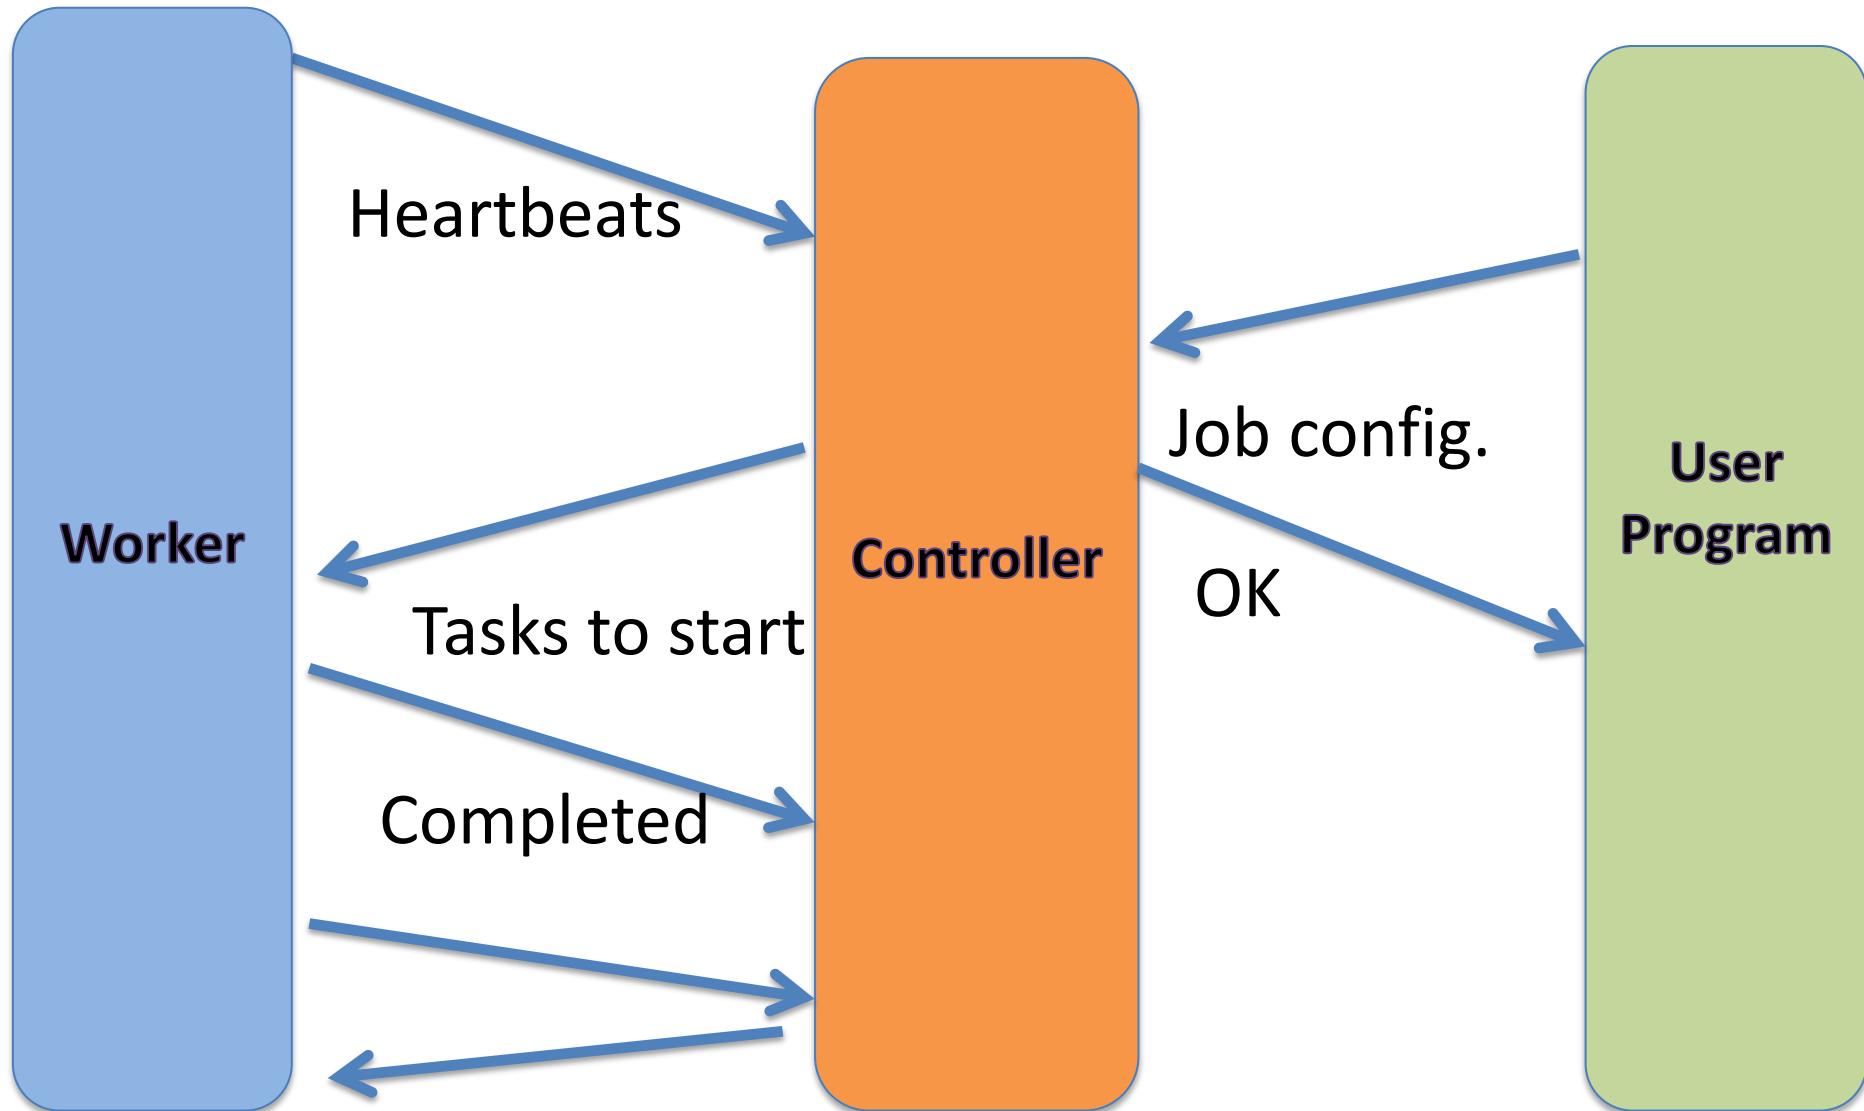 Heartbeats
Job config.
User
Program
Worker
Controller
OK
Tasks to start
Completed